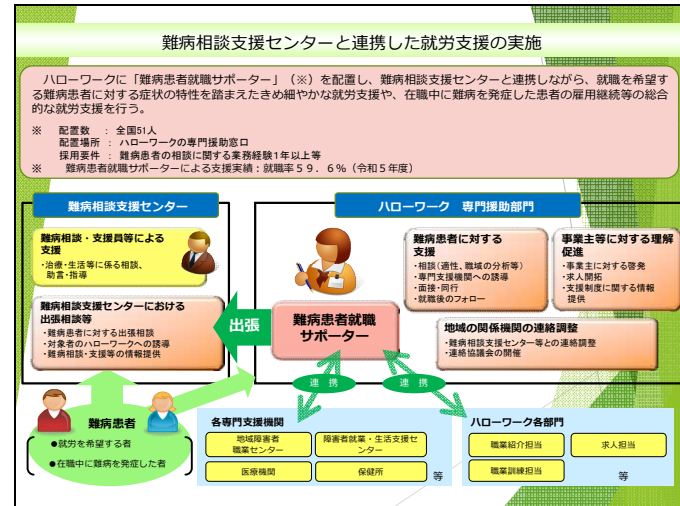 難病相談支援センターと連携した就労支援の実施
ハローワークに「難病患者就職サポーター」（※）を配置し、難病相談支援センターと連携しながら、就職を希望す
る難病患者に対する症状の特性を踏まえたきめ細やかな就労支援や、在職中に難病を発症した患者の雇用継続等の総合
的な就労支援を行う。
※　配置数　：全国51人
配置場所：ハローワークの専門援助窓口
採用要件：難病患者の相談に関する業務経験1年以上等
※　難病患者就職サポーターによる支援実績：就職率５９．６％（令和５年度）
難病相談支援センター
難病相談・支援員等による
支援
・治療・生活等に係る相談、
助言・指導
難病相談支援センターにおける
出張相談等
・難病患者に対する出張相談
・対象者のハローワークへの誘導
・難病相談・支援等の情報提供
出張
ハローワーク　専門援助部門
難病患者就職
サポーター
難病患者に対する
支援
・相談（適性、職域の分析等）
・専門支援機関への誘導
・面接・同行
・就職後のフォロー
事業主等に対する理解
促進
・事業主に対する啓発
・求人開拓
・支援制度に関する情報
提供
地域の関係機関の連絡調整
・難病相談支援センター等との連絡調整
・連絡協議会の開催
連　携
連　携
難病患者
●就労を希望する者
●在職中に難病を発症した者
各専門支援機関
地域障害者
職業センター
障害者就業・生活支援セ
ンター
医療機関
保健所
等
ハローワーク各部門
職業紹介担当
求人担当
職業訓練担当
等